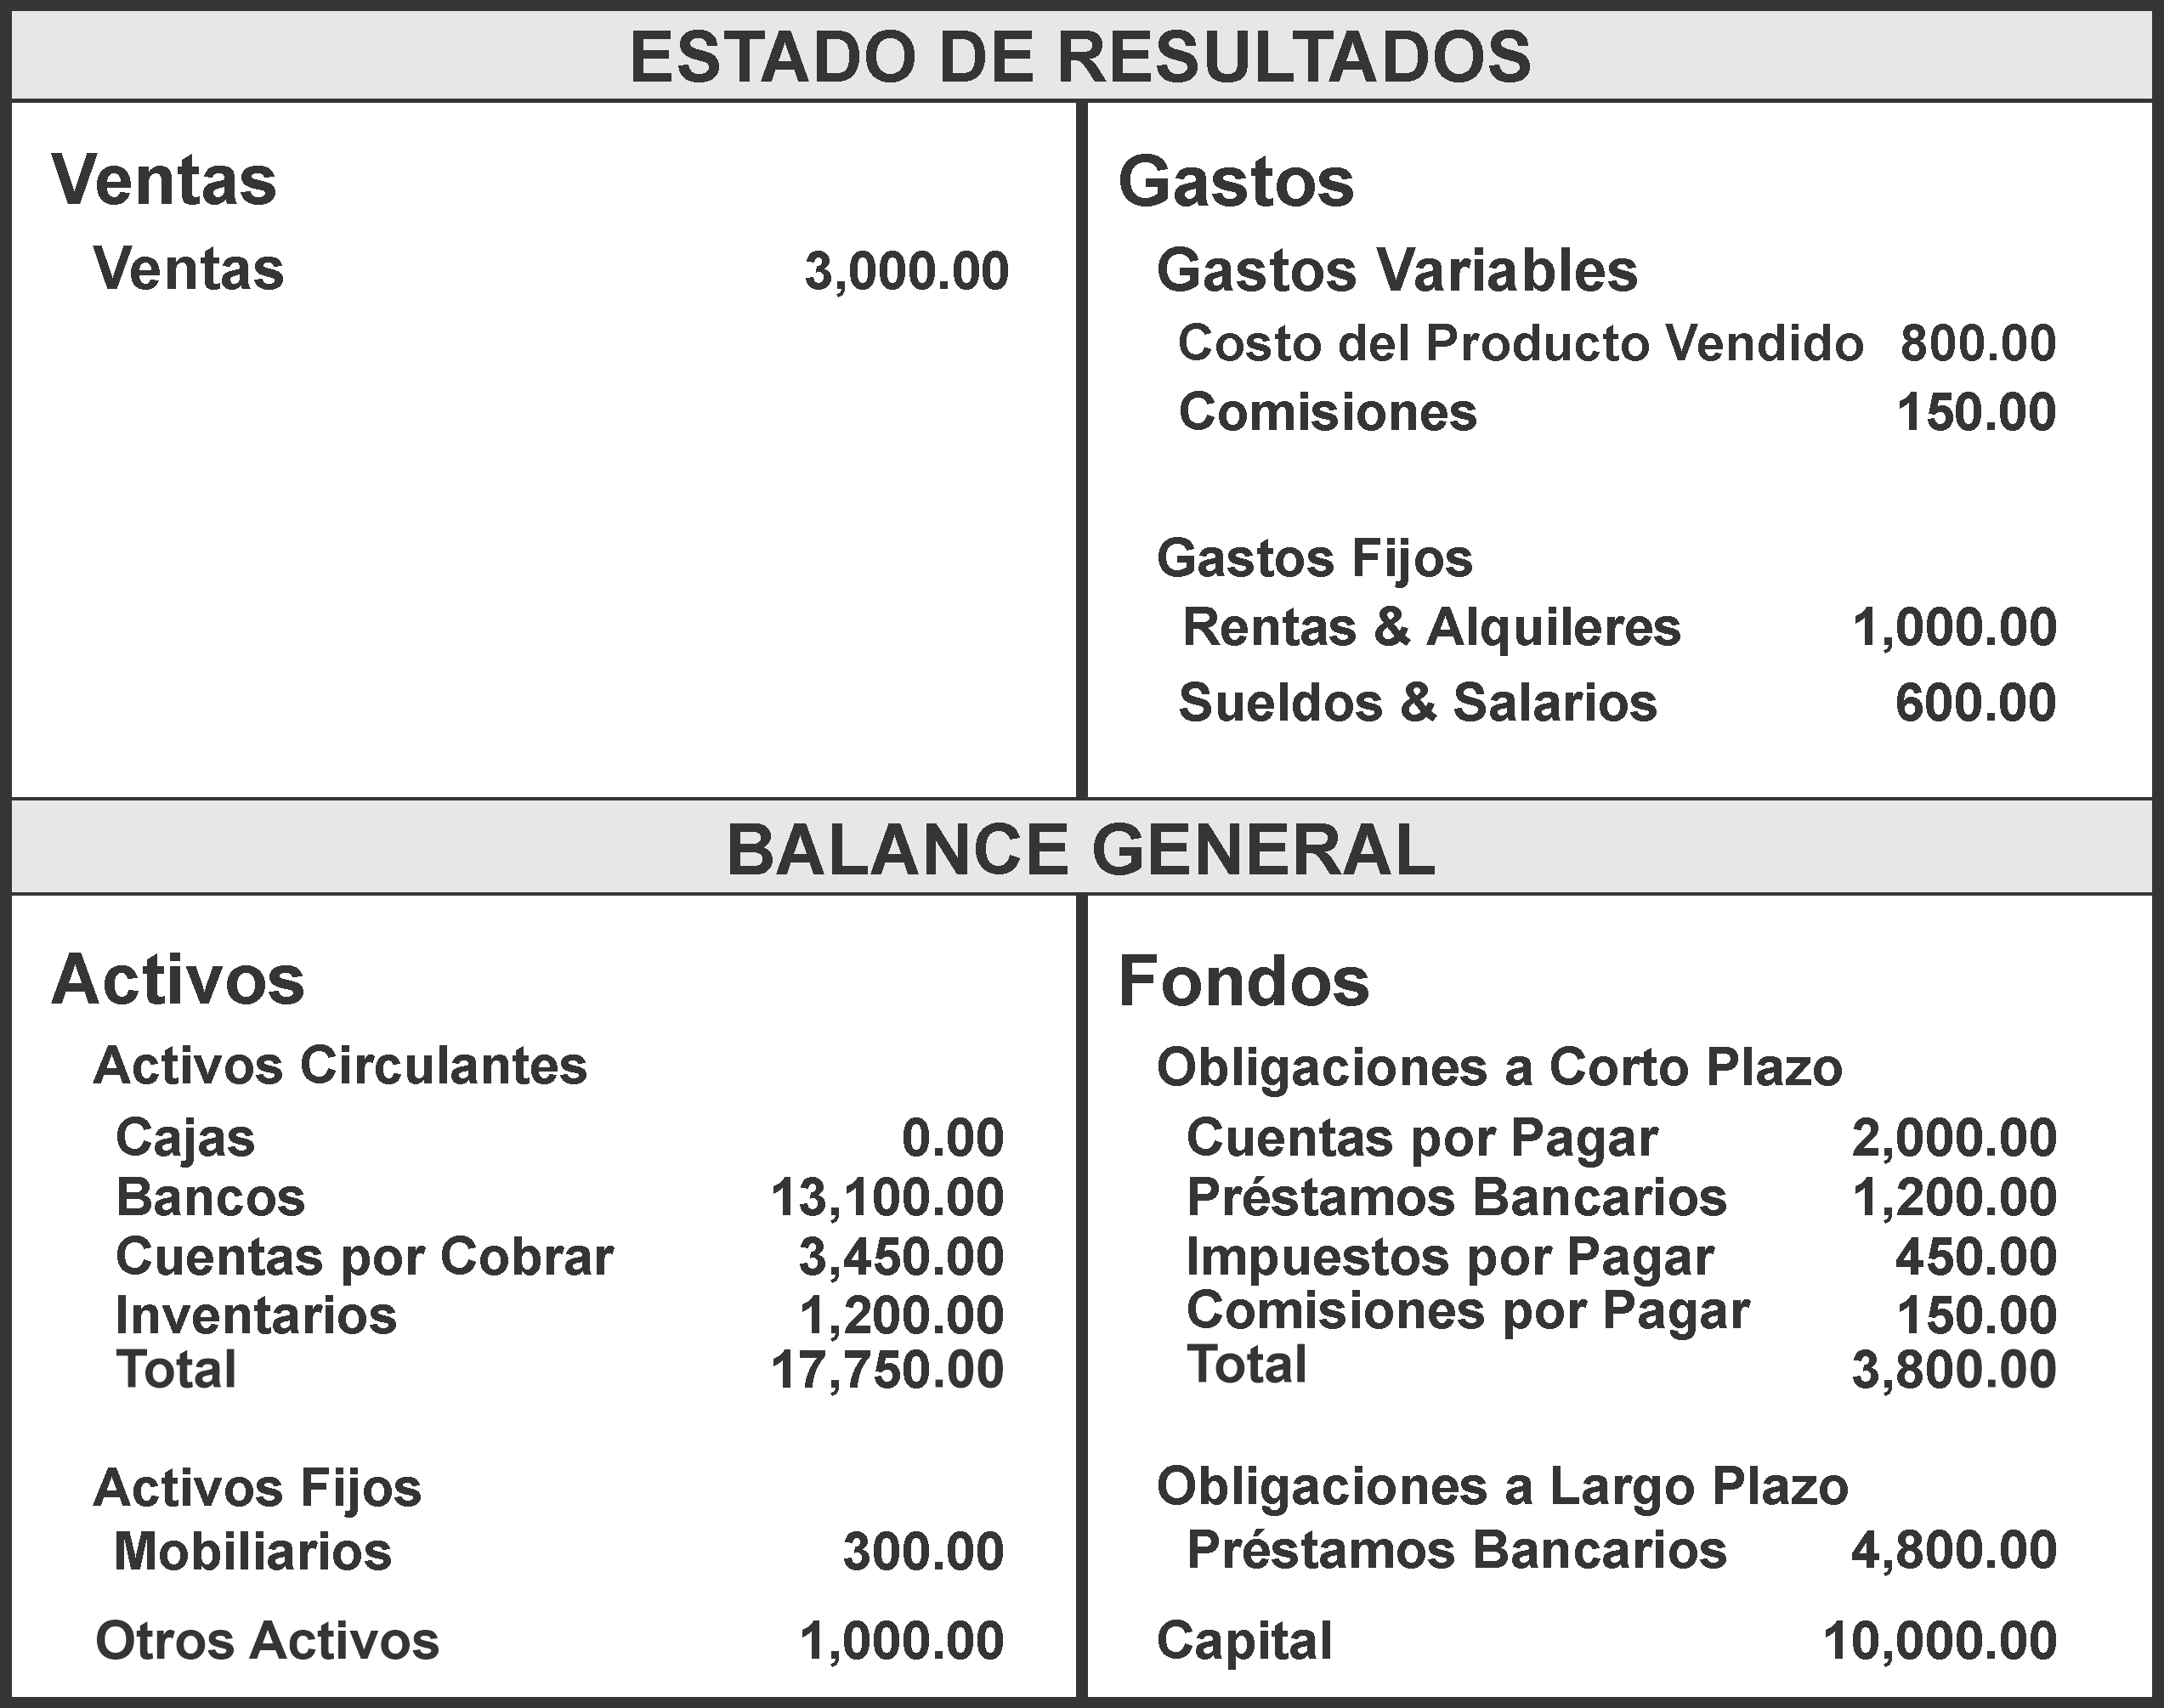 ESTADO DE RESULTADOS
Ventas
Ventas 3,000.00
Gastos
Gastos Variables
Costo del Producto Vendido 800.00
Comisiones 150.00
Gastos Fijos
Rentas & Alquileres 1,000.00
Sueldos & Salarios 600.00
BALANCE GENERAL
Activos
Activos Circulantes
Cajas 0.00
Bancos 13,100.00
Cuentas por Cobrar 3,450.00
Inventarios 1,200.00
Total 17,750.00
Activos Fijos
Mobiliarios 300.00
Otros Activos 1,000.00
Fondos
Obligaciones a Corto Plazo
Cuentas por Pagar 2,000.00
Préstamos Bancarios 1,200.00
Impuestos por Pagar 450.00
Comisiones por Pagar 150.00
Total 3,800.00
Obligaciones a Largo Plazo
Préstamos Bancarios 4,800.00
Capital 10,000.00